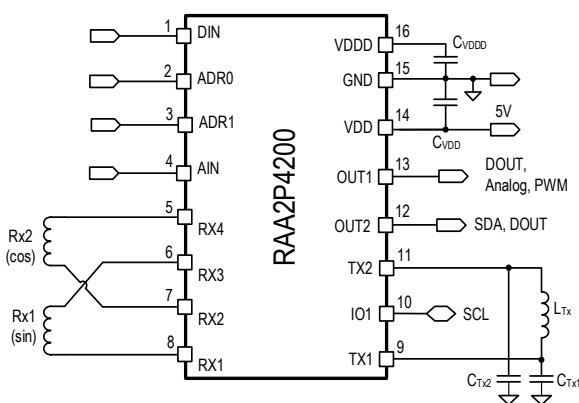 1
DIN
2
ADR0
3
ADR1
4
AIN
5
RX4
Rx2
(cos)
6
RX3
7
RX2
Rx1
(sin)
8
RX1
RAA2P4200
VDDD
16
CVDDD
GND
15
VDD
14
5V
CVDD
OUT1
13
DOUT,
Analog, PWM
OUT2
12
SDA, DOUT
TX2
11
IO1
10
SCL
LTx
TX1
9
CTx2
CTx1